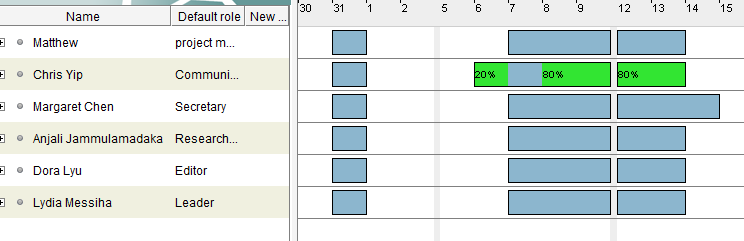 Name Default role New ... 30 31 1 2 5 6 7 8 9 12 13 14 15
Matthew project m...
Chris Yip Communi... 20% 80% 80%
Margaret Chen Secretary
Anjali Jammulamadaka Research...
Dora Lyu Editor
Lydia Messiha Leader